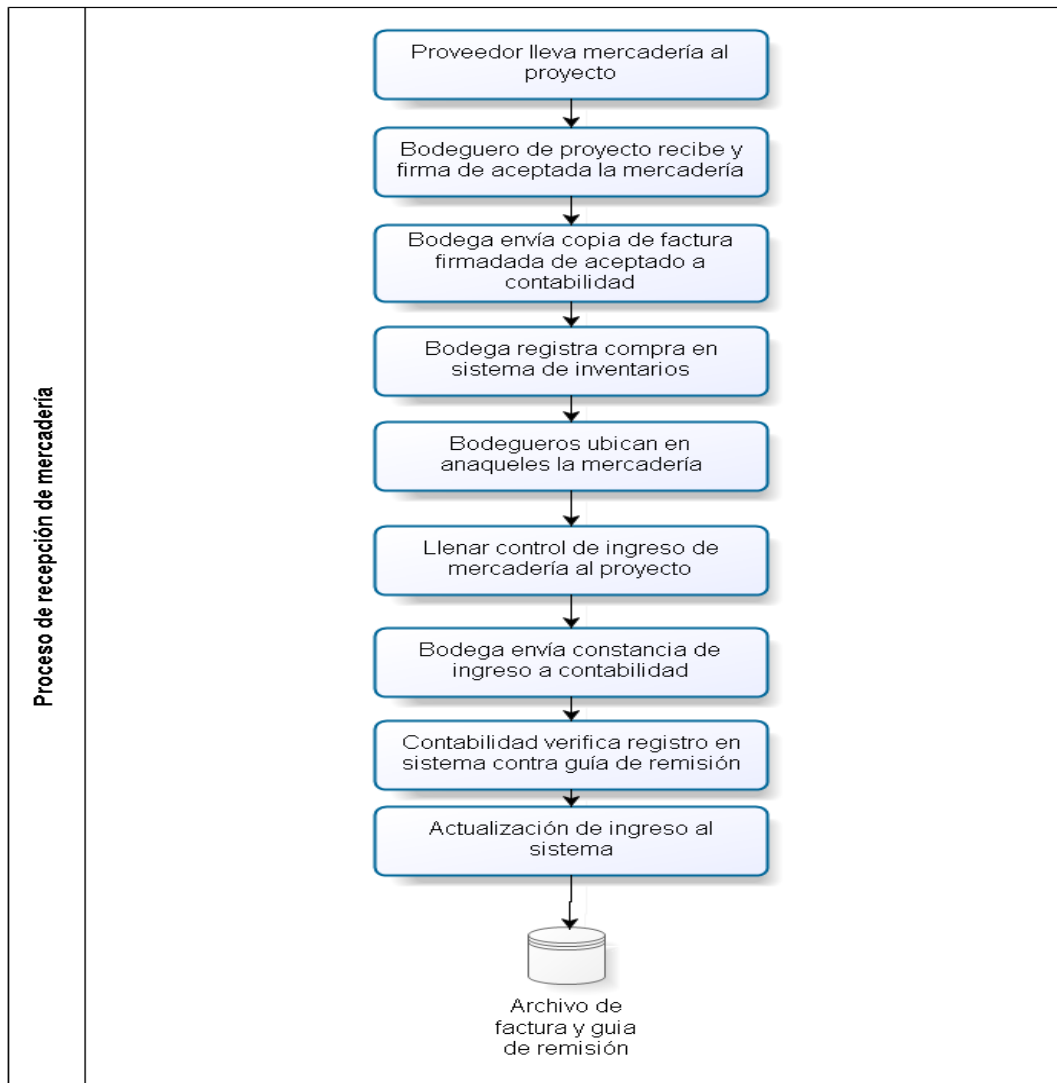 Proceso de recepción de mercadería
Proveedor lleva mercadería al
proyecto
Bodeguero de proyecto recibe y
firma de aceptada la mercadería
Bodega envía copia de factura
firmadada de aceptado a
contabilidad
Bodega registra compra en
sistema de inventarios
Bodegueros ubican en
anaqueles la mercadería
Llenar control de ingreso de
mercadería al proyecto
Bodega envía constancia de
ingreso a contabilidad
Contabilidad verifica registro en
sistema contra guía de remisión
Actualización de ingreso al
sistema
Archivo de
factura y guia
de remisión